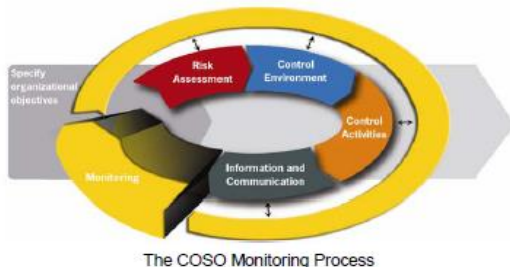 Specify
organizational
objectives
Risk
Assessment
Control
Environment
Control
Activities
Information and
Communication
Monitoring
The COSO Monitoring Process